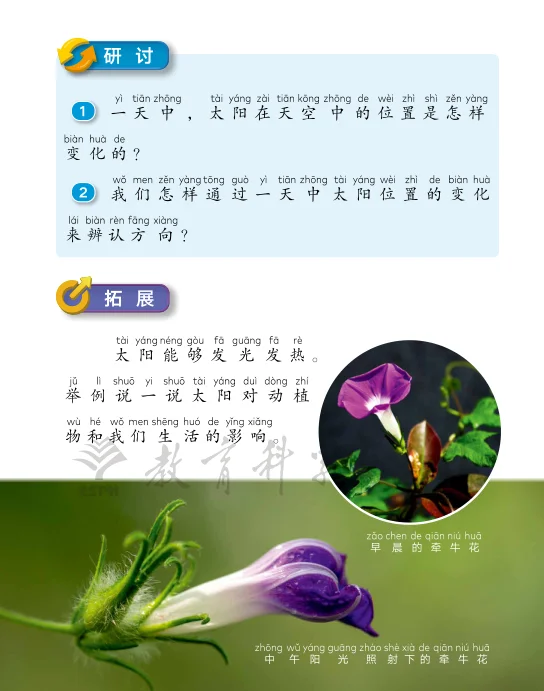 研讨
yì tiān zhōng tài yáng zài tiān kōng zhōng de wèi zhì shì zěn yàng
1 一天中，太阳在天空中的位置是怎样
biàn huà de
变化的？
wǒ men zěn yàng tōng guò yì tiān zhōng tài yáng wèi zhì de biàn huà
2 我们怎样通过一天中太阳位置的变化
lái biàn rèn fāng xiàng
来辨认方向？
拓展
tài yáng néng gòu fā guāng fā rè
太阳能够发光发热。
jǔ lì shuō yi shuō tài yáng duì dòng zhí
举例说一说太阳对动植
wù hé wǒ men shēng huó de yǐng xiǎng
物和我们生活的影响。
教育科学
zǎo chen de qiān niú huā
早晨的牵牛花
zhōng wǔ yáng guāng zhào shè xià de qiān niú huā
中午阳光照射下的牵牛花